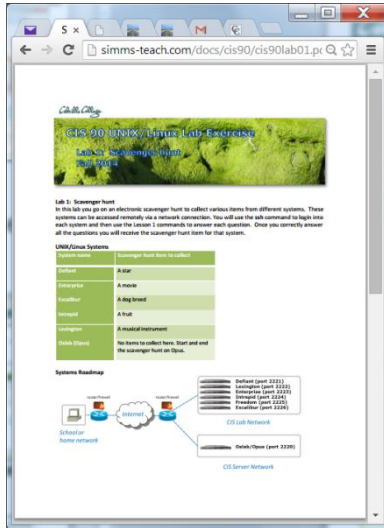 S ×
simms-teach.com/docs/cis90/cis90lab01.p
Cabrillo College
CIS 90 UNIX/Linux Lab Exercise
Lab 1: Scavenger hunt
Fall 2014
Lab 1: Scavenger hunt
In this lab you go on an electronic scavenger hunt to collect various items from different systems. These
systems can be accessed remotely via a network connection. You will use the ssh command to login into
each system and then use the Lesson 1 commands to answer each question. Once you correctly answer
all the questions you will receive the scavenger hunt item for that system.
UNIX/Linux Systems
System name Scavenger hunt item to collect
Defiant A star
Enterprise A movie
Excalibur A dog breed
Intrepid A fruit
Lexington A musical instrument
Oslab (Opus) No items to collect here. Start and end
the scavenger hunt on Opus.
Systems Roadmap
Defiant (port 2221)
Lexington (port 2222)
Enterprise (port 2223)
Intrepid (port 2224)
Freedom (port 2225)
Excalibur (port 2226)
router/firewall
router/firewall
Internet
School or
home network
CIS Lab Network
Oslab/Opus (port 2220)
CIS Server Network